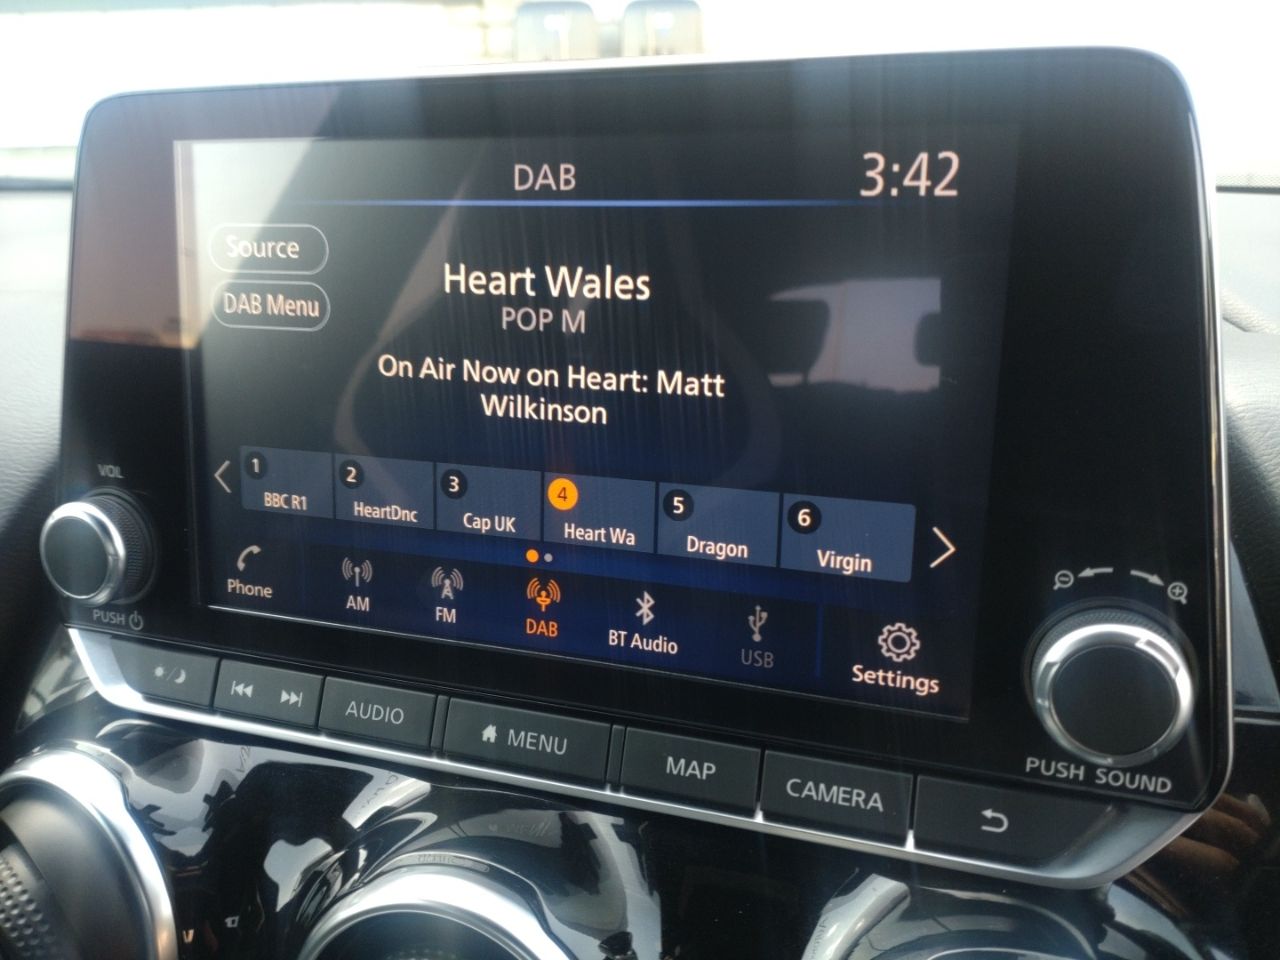 DAB
3:42
Source
DAB Menu
Heart Wales
POP M
On Air Now on Heart: Matt
Wilkinson
1
BBC R1
2
HeartDnc
3
Cap UK
4
Heart Wa
5
Dragon
6
Virgin
Phone
AM
FM
DAB
BT Audio
USB
Settings
VOL
PUSH
PUSH SOUND
AUDIO
MENU
MAP
CAMERA